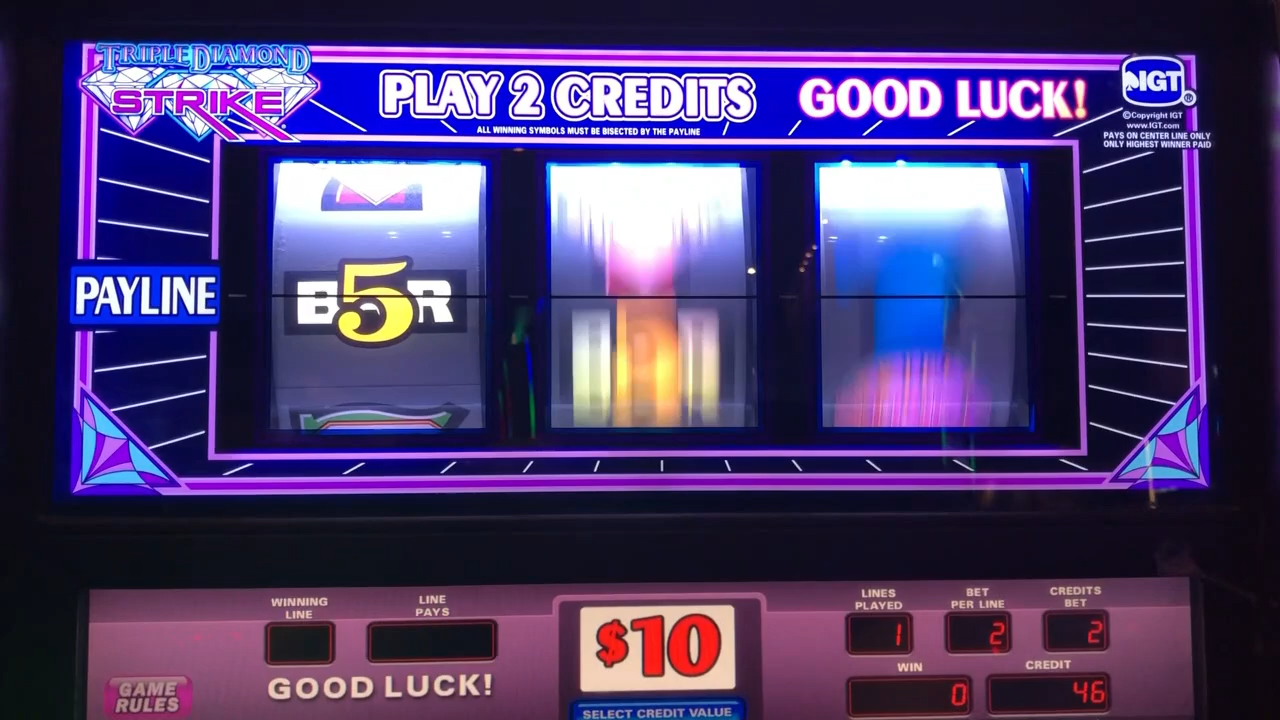 TRIPLE DIAMOND
STRIKE
PLAY 2 CREDITS
ALL WINNING SYMBOLS MUST BE BISECTED BY THE PAYLINE
GOOD LUCK!
IGT ®
©Copyright IGT
www.IGT.com
PAYS ON CENTER LINE ONLY
ONLY HIGHEST WINNER PAID
PAYLINE
B5R
WINNING
LINE
LINE
PAYS
GOOD LUCK!
GAME
RULES
$10
SELECT CREDIT VALUE
LINES
PLAYED
1
BET
PER LINE
2
CREDITS
BET
2
WIN
0
CREDIT
46